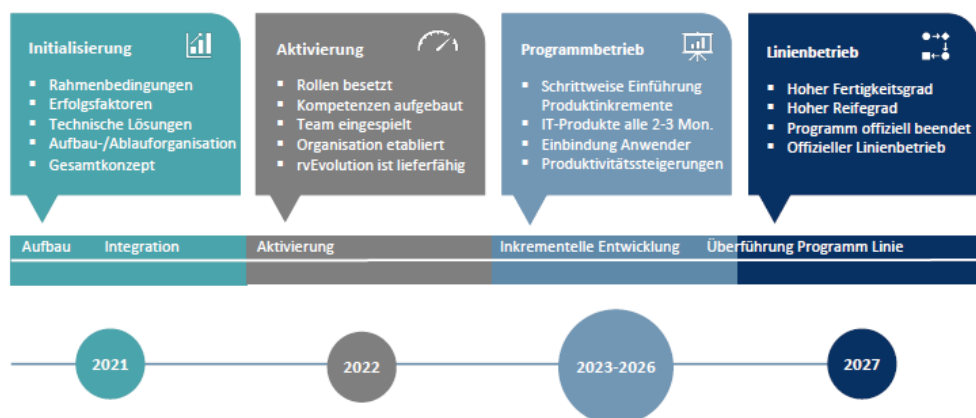 Initialisierung
Rahmenbedingungen
Erfolgsfaktoren
Technische Lösungen
Aufbau-/Ablauforganisation
Gesamtkonzept
Aktivierung
Rollen besetzt
Kompetenzen aufgebaut
Team eingespielt
Organisation etabliert
rvEvolution ist lieferfähig
Programmbetrieb
Schrittweise Einführung
Produktinkremente
IT-Produkte alle 2-3 Mon.
Einbindung Anwender
Produktivitätssteigerungen
Linienbetrieb
Hoher Fertigkeitsgrad
Hoher Reifegrad
Programm offiziell beendet
Offizieller Linienbetrieb
Aufbau Integration Aktivierung Inkrementelle Entwicklung Überführung Programm Linie
2021 2022 2023-2026 2027